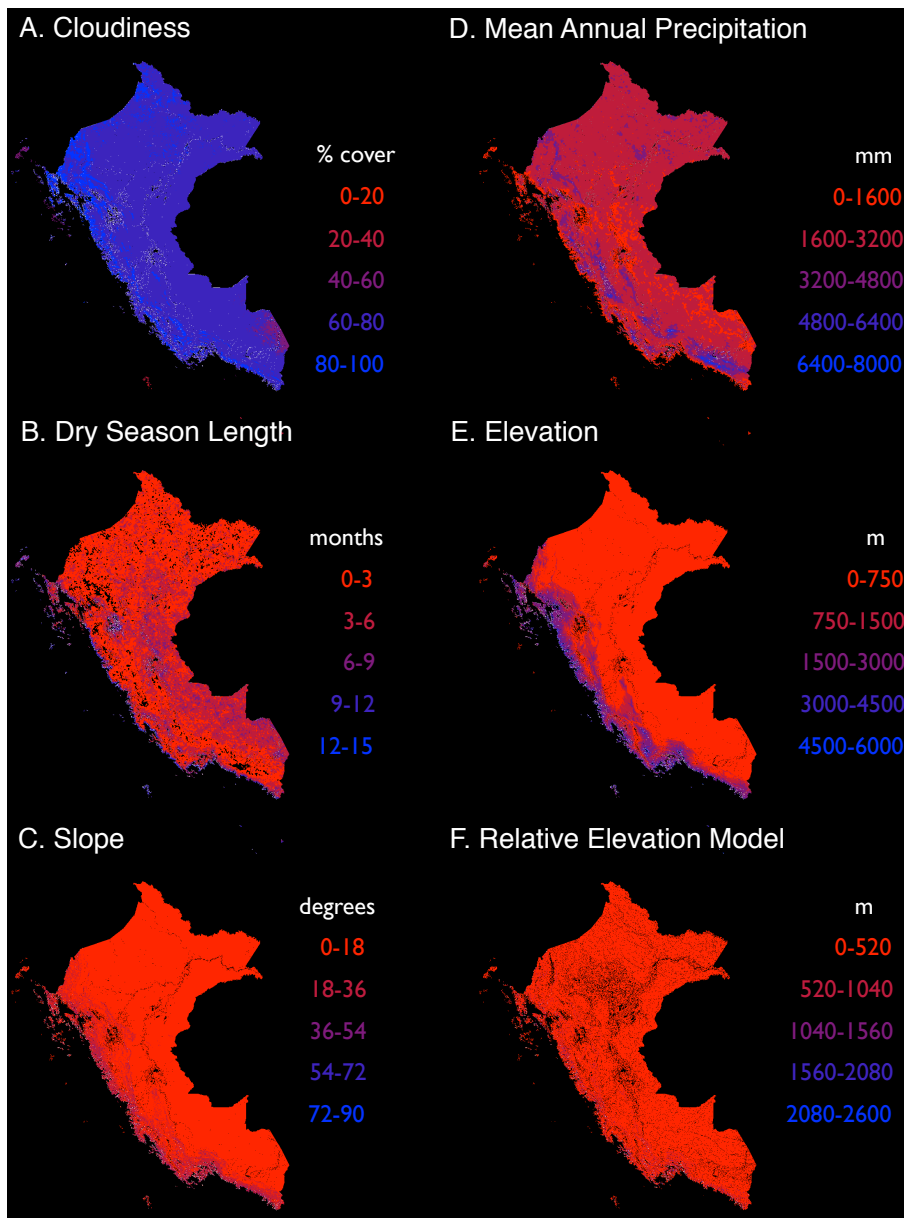 A. Cloudiness
% cover
0-20
20-40
40-60
60-80
80-100
B. Dry Season Length
months
0-3
3-6
6-9
9-12
12-15
C. Slope
degrees
0-18
18-36
36-54
54-72
72-90
D. Mean Annual Precipitation
mm
0-1600
1600-3200
3200-4800
4800-6400
6400-8000
E. Elevation
m
0-750
750-1500
1500-3000
3000-4500
4500-6000
F. Relative Elevation Model
m
0-520
520-1040
1040-1560
1560-2080
2080-2600